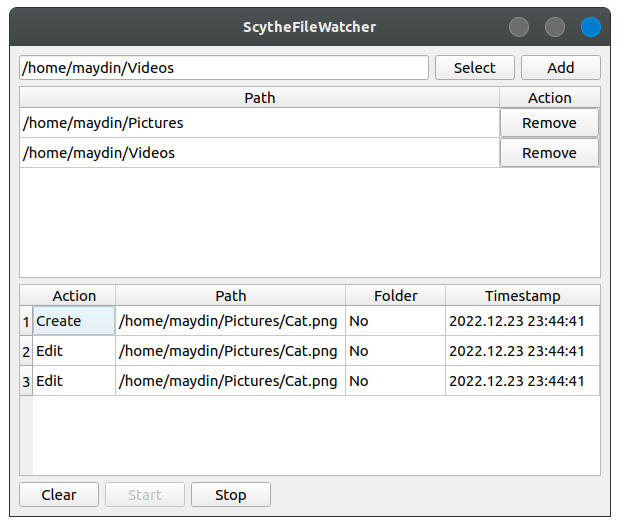 ScytheFileWatcher
/home/maydin/Videos Select Add
Path Action
/home/maydin/Pictures Remove
/home/maydin/Videos Remove
Action Path Folder Timestamp
1 Create /home/maydin/Pictures/Cat.png No 2022.12.23 23:44:41
2 Edit /home/maydin/Pictures/Cat.png No 2022.12.23 23:44:41
3 Edit /home/maydin/Pictures/Cat.png No 2022.12.23 23:44:41
Clear Start Stop